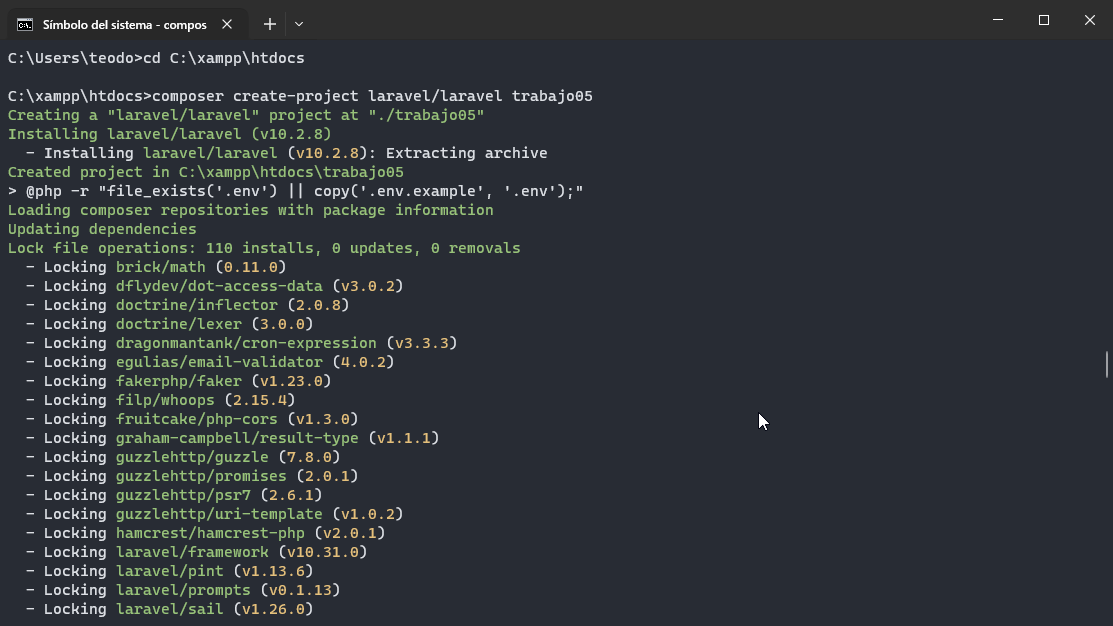 Símbolo del sistema - compos
C:\Users\teodo>cd C:\xampp\htdocs
C:\xampp\htdocs>composer create-project laravel/laravel trabajo05
Creating a "laravel/laravel" project at "./trabajo05"
Installing laravel/laravel (v10.2.8)
  - Installing laravel/laravel (v10.2.8): Extracting archive
Created project in C:\xampp\htdocs\trabajo05
> @php -r "file_exists('.env') || copy('.env.example', '.env');"
Loading composer repositories with package information
Updating dependencies
Lock file operations: 110 installs, 0 updates, 0 removals
  - Locking brick/math (0.11.0)
  - Locking dflydev/dot-access-data (v3.0.2)
  - Locking doctrine/inflector (2.0.8)
  - Locking doctrine/lexer (3.0.0)
  - Locking dragonmantank/cron-expression (v3.3.3)
  - Locking egulias/email-validator (4.0.2)
  - Locking fakerphp/faker (v1.23.0)
  - Locking filp/whoops (2.15.4)
  - Locking fruitcake/php-cors (v1.3.0)
  - Locking graham-campbell/result-type (v1.1.1)
  - Locking guzzlehttp/guzzle (7.8.0)
  - Locking guzzlehttp/promises (2.0.1)
  - Locking guzzlehttp/psr7 (2.6.1)
  - Locking guzzlehttp/uri-template (v1.0.2)
  - Locking hamcrest/hamcrest-php (v2.0.1)
  - Locking laravel/framework (v10.31.0)
  - Locking laravel/pint (v1.13.6)
  - Locking laravel/prompts (v0.1.13)
  - Locking laravel/sail (v1.26.0)